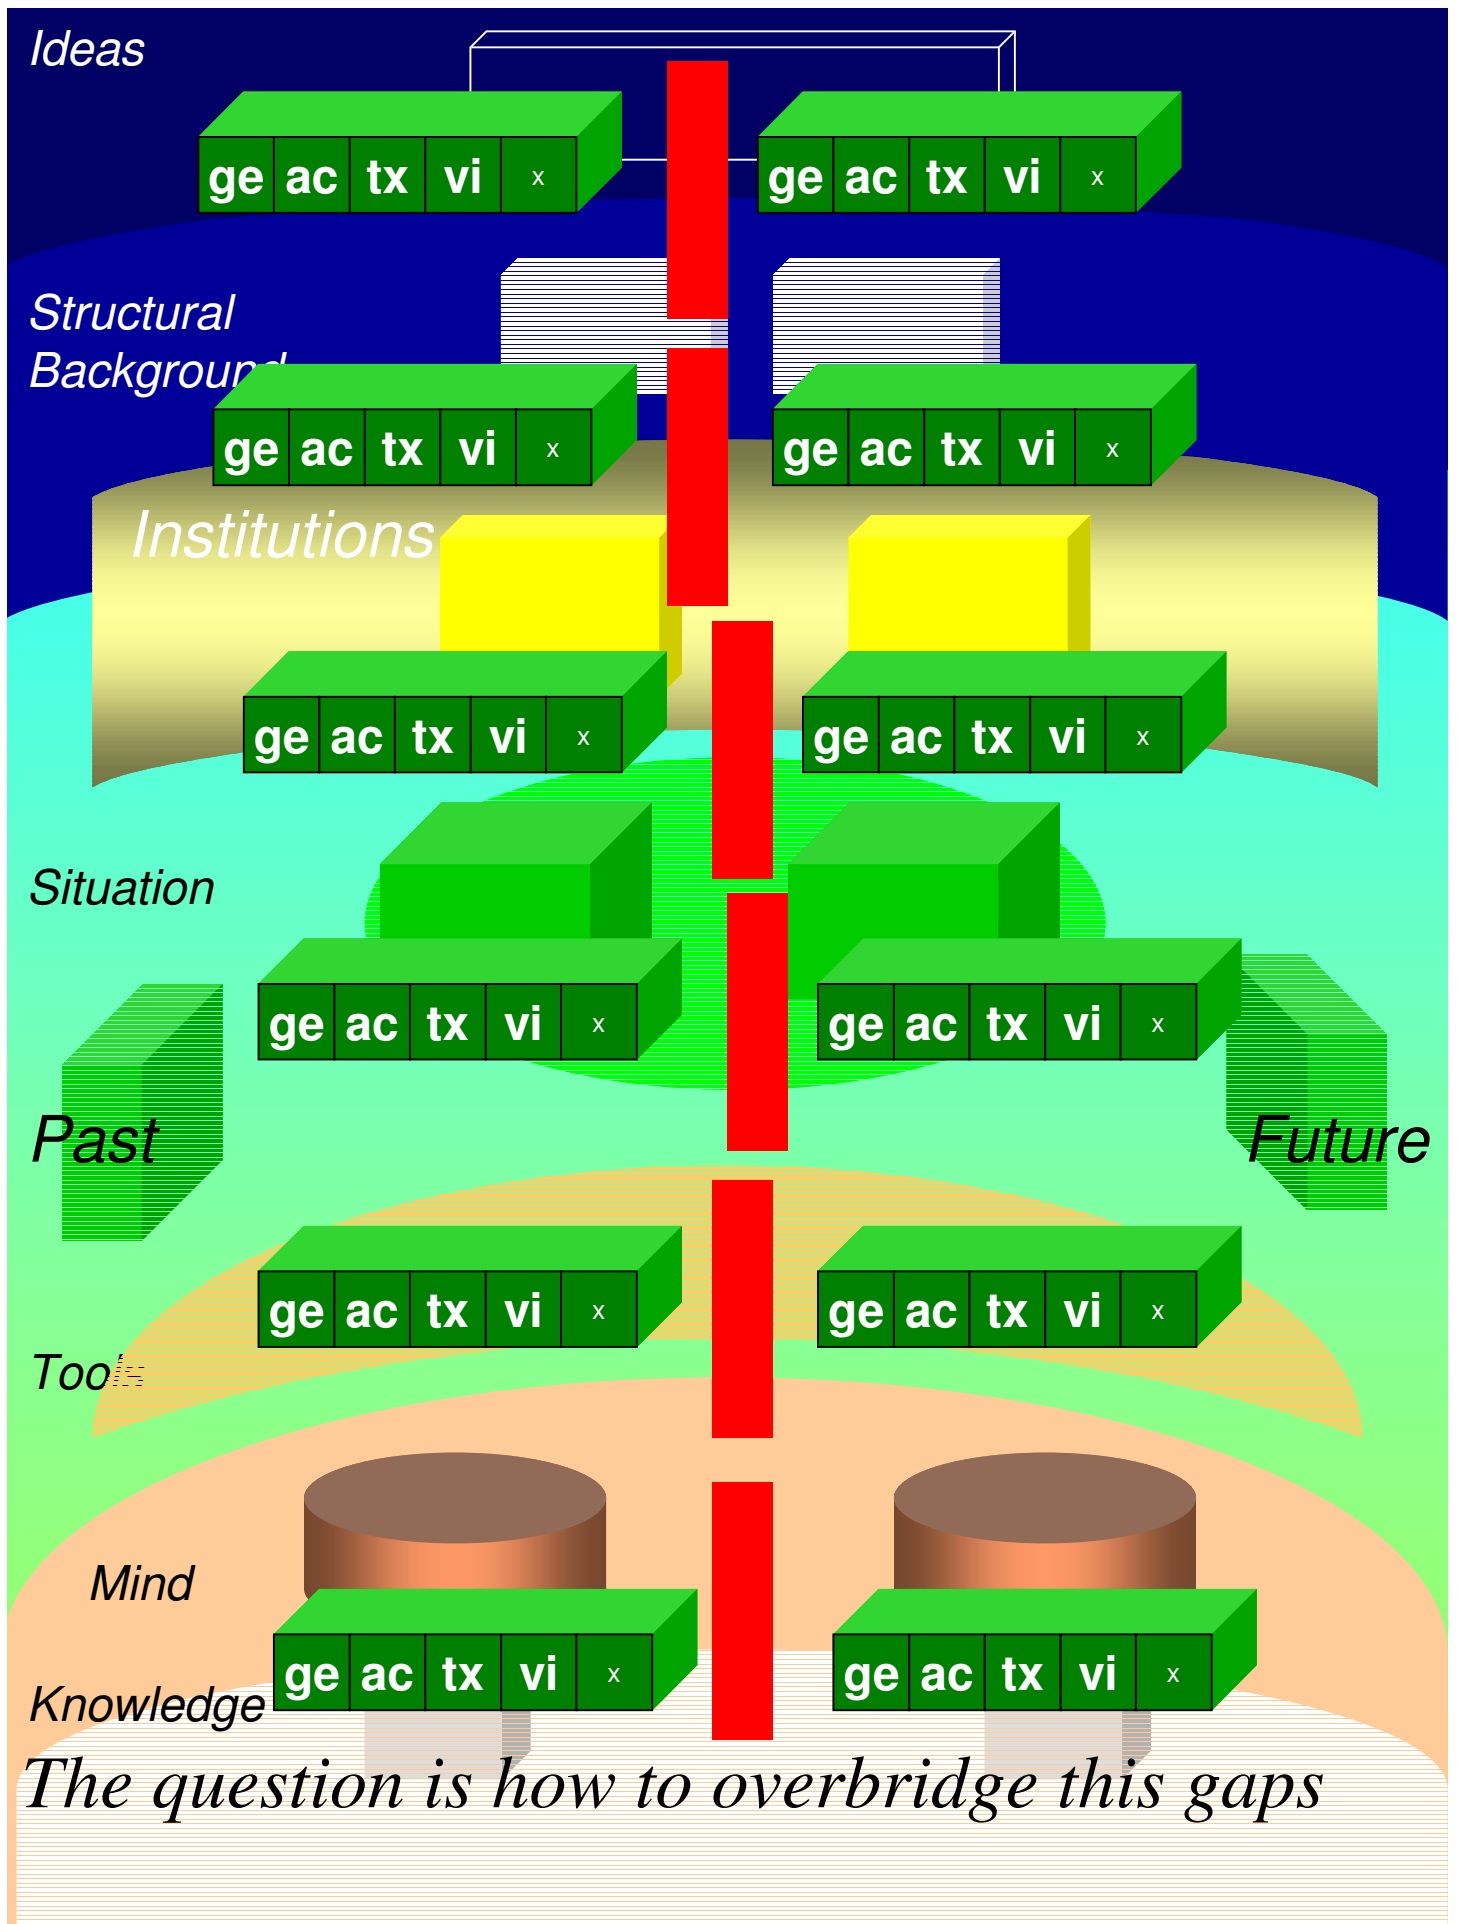 Ideas
ge ac tx vi x ge ac tx vi x
Structural
Background
ge ac tx vi x ge ac tx vi x
Institutions
ge ac tx vi x ge ac tx vi x
Situation
ge ac tx vi x ge ac tx vi x
Past Future
ge ac tx vi x ge ac tx vi x
Tools
Mind
ge ac tx vi x ge ac tx vi x
Knowledge
The question is how to overbridge this gaps